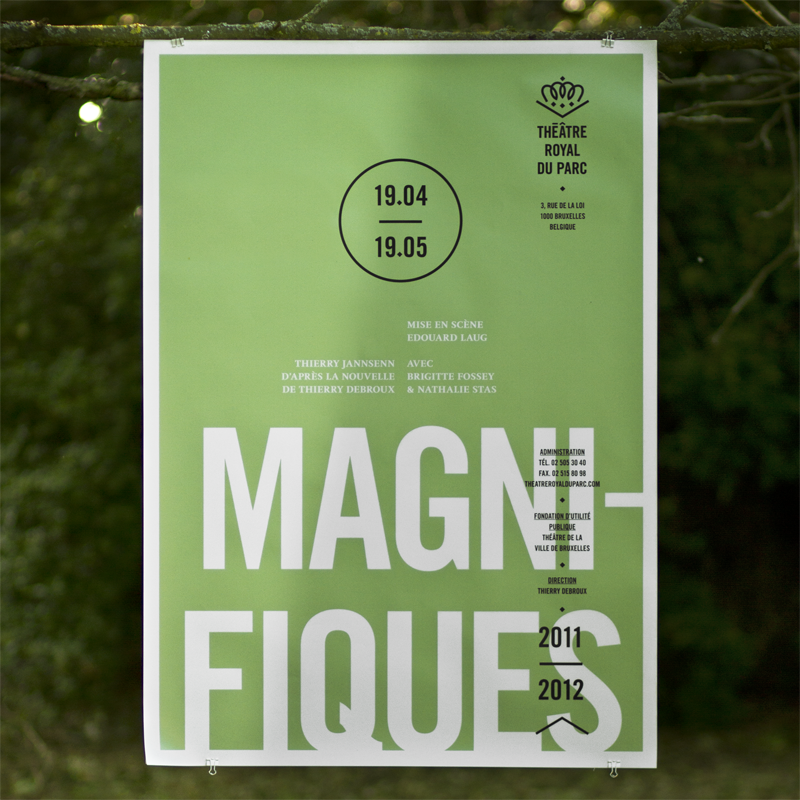 THÉÂTRE
ROYAL
DU PARC
3, RUE DE LA LOI
1000 BRUXELLES
BELGIQUE
19.04
19.05
MISE EN SCÈNE
EDOUARD LAUG
THIERRY JANNSENN
D'APRÈS LA NOUVELLE
DE THIERRY DEBROUX
AVEC
BRIGITTE FOSSEY
& NATHALIE STAS
MAGNI-
FIQUES
ADMINISTRATION
TÉL. 02 505 30 40
FAX. 02 515 80 98
THEATREROYALDUPARC.COM
FONDATION D'UTILITÉ
PUBLIQUE
THÉÂTRE DE LA
VILLE DE BRUXELLES
DIRECTION
THIERRY DEBROUX
2011
2012